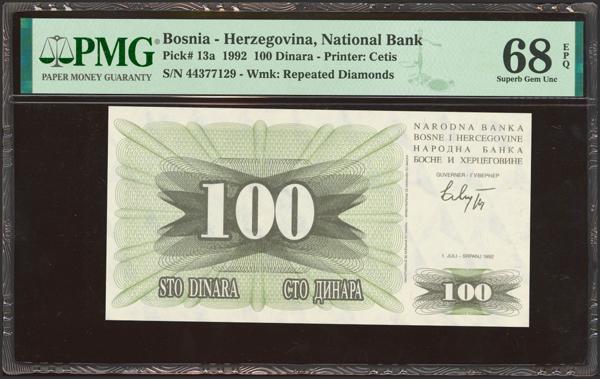 PMG
PAPER MONEY GUARANTY
Bosnia - Herzegovina, National Bank
Pick# 13a 1992 100 Dinara - Printer: Cetis
S/N 44377129 - Wmk: Repeated Diamonds
68 EPQ
Superb Gem Unc
NARODNA BANKA
BOSNE I HERCEGOVINE
НАРОДНА БАНКА
БОСНЕ И ХЕРЦЕГОВИНЕ
GUVERNER - ГУВЕРНЕР
1. JULI - SRPANJ 1992
100
STO DINARA
СТО ДИНАРА
100